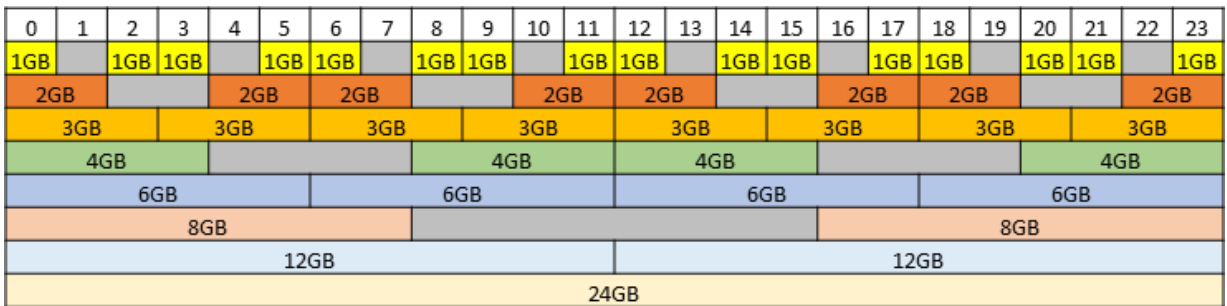 0 1 2 3 4 5 6 7 8 9 10 11 12 13 14 15 16 17 18 19 20 21 22 23
1GB 1GB 1GB 1GB 1GB 1GB 1GB 1GB 1GB 1GB 1GB 1GB 1GB 1GB 1GB 1GB
2GB 2GB 2GB 2GB 2GB 2GB 2GB 2GB
3GB 3GB 3GB 3GB 3GB 3GB 3GB 3GB
4GB 4GB 4GB 4GB
6GB 6GB 6GB 6GB
8GB 8GB
12GB 12GB
24GB